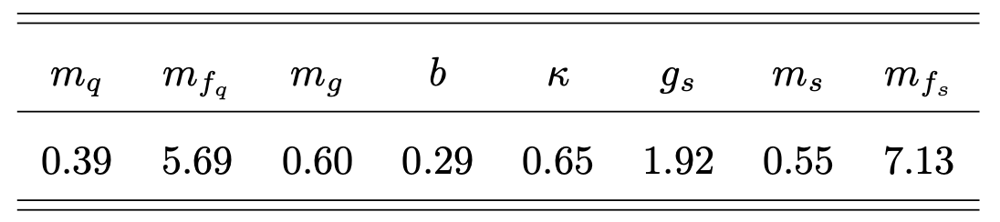 m_q m_{f_q} m_g b κ g_s m_s m_{f_s}
0.39 5.69 0.60 0.29 0.65 1.92 0.55 7.13